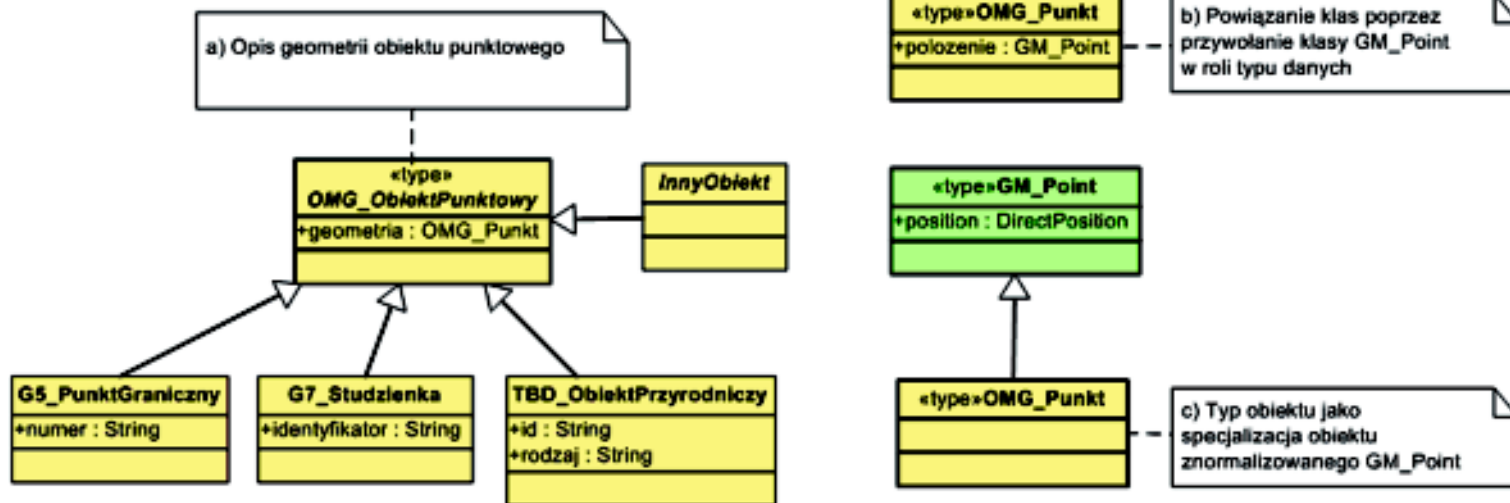 a) Opis geometrii obiektu punktowego
«type»
OMG_ObiektPunktowy
+geometria : OMG_Punkt
InnyObiekt
G5_PunktGraniczny
+numer : String
G7_Studzienka
+identyfikator : String
TBD_ObiektPrzyrodniczy
+id : String
+rodzaj : String
«type»OMG_Punkt
+polozenie : GM_Point
b) Powiązanie klas poprzez
przywołanie klasy GM_Point
w roli typu danych
«type»GM_Point
+position : DirectPosition
«type»OMG_Punkt
c) Typ obiektu jako
specjalizacja obiektu
znormalizowanego GM_Point